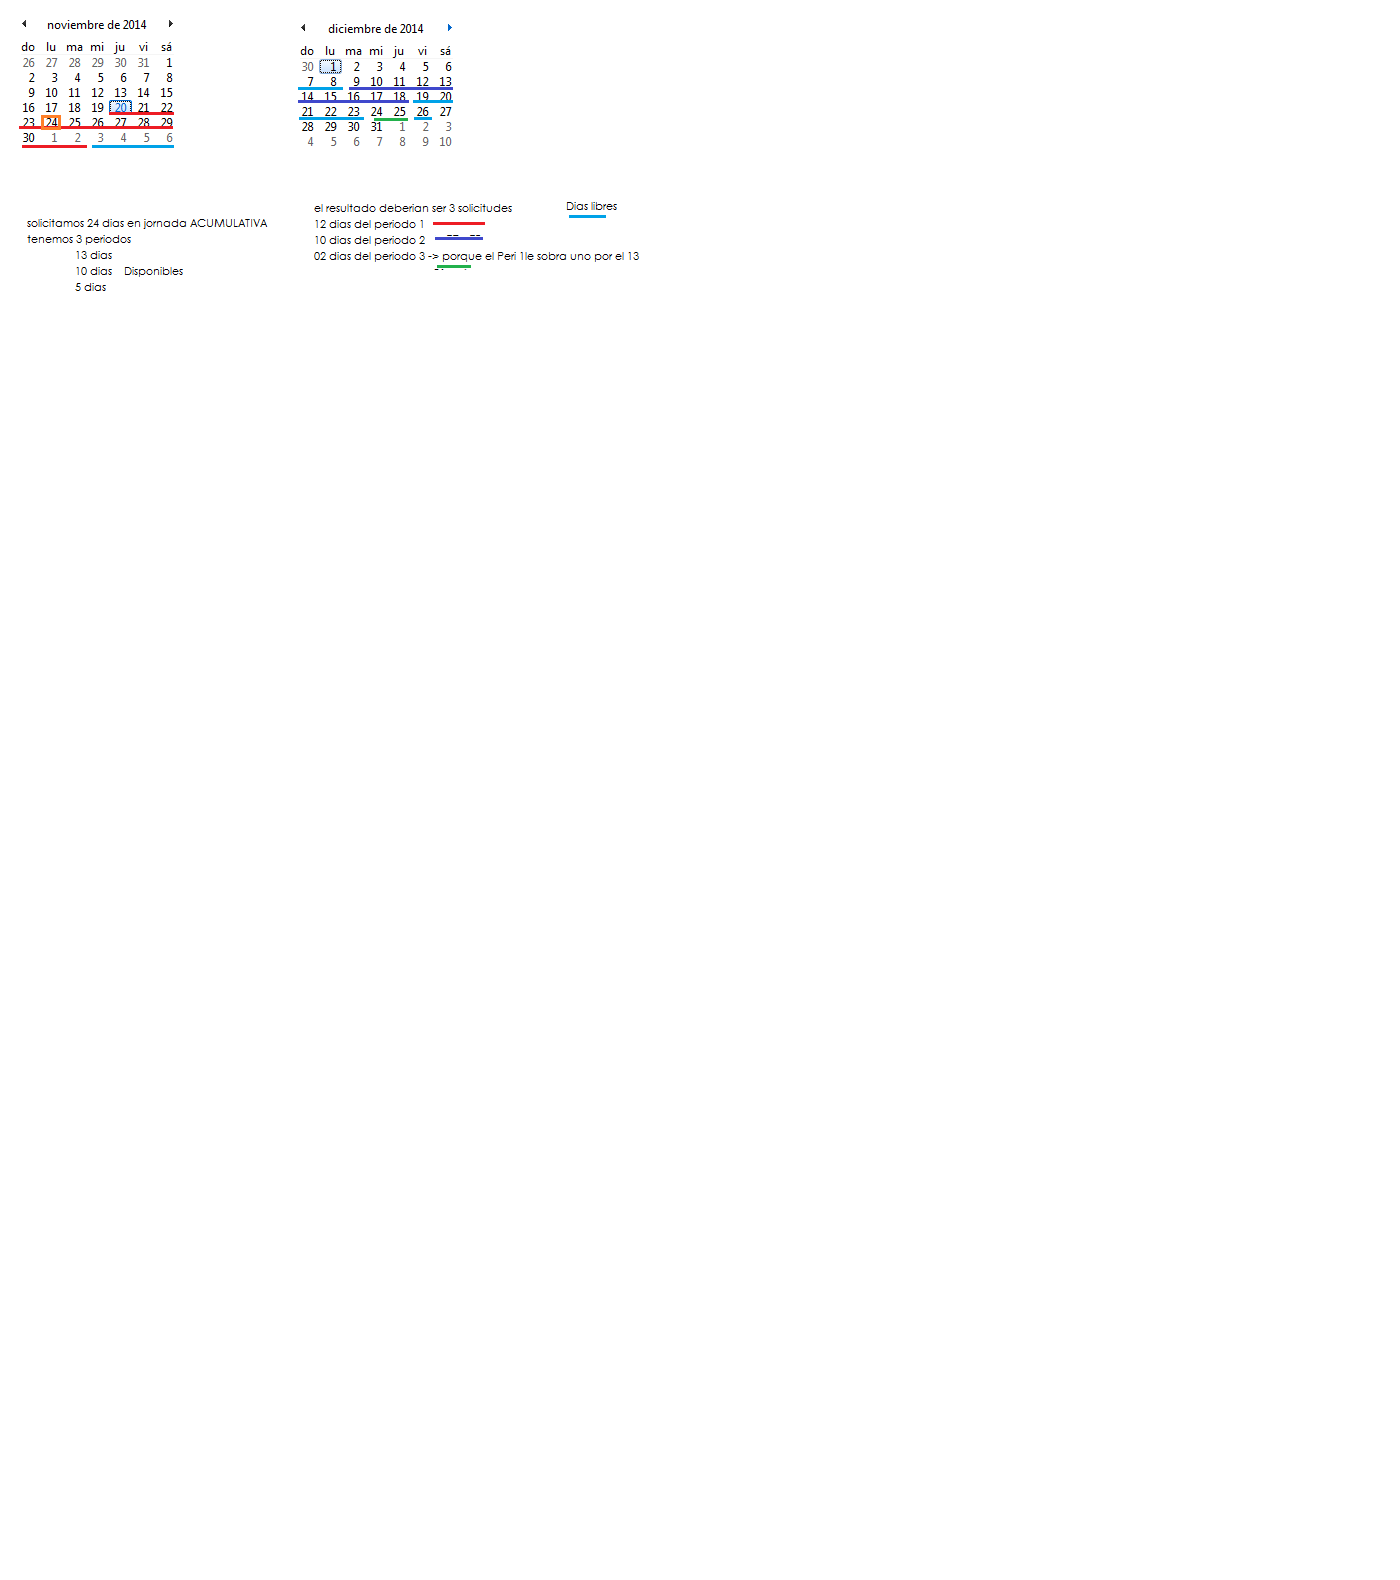 noviembre de 2014
do lu ma mi ju vi sá
26 27 28 29 30 31 1
2 3 4 5 6 7 8
9 10 11 12 13 14 15
16 17 18 19 20 21 22
23 24 25 26 27 28 29
30 1 2 3 4 5 6
diciembre de 2014
do lu ma mi ju vi sá
30 1 2 3 4 5 6
7 8 9 10 11 12 13
14 15 16 17 18 19 20
21 22 23 24 25 26 27
28 29 30 31 1 2 3
4 5 6 7 8 9 10
solicitamos 24 dias en jornada ACUMULATIVA
tenemos 3 periodos
13 dias
10 dias Disponibles
5 dias
el resultado deberian ser 3 solicitudes
12 dias del periodo 1
10 dias del periodo 2
02 dias del periodo 3 -> porque el Peri 1le sobra uno por el 13
Dias libres